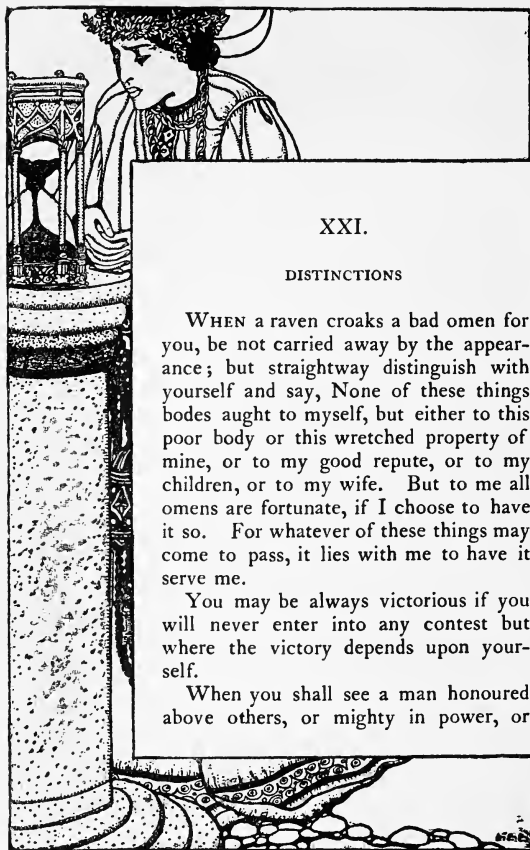 XXI.
DISTINCTIONS
WHEN a raven croaks a bad omen for
you, be not carried away by the appear-
ance; but straightway distinguish with
yourself and say, None of these things
bodes aught to myself, but either to this
poor body or this wretched property of
mine, or to my good repute, or to my
children, or to my wife. But to me all
omens are fortunate, if I choose to have
it so. For whatever of these things may
come to pass, it lies with me to have it
serve me.
You may be always victorious if you
will never enter into any contest but
where the victory depends upon your-
self.
When you shall see a man honoured
above others, or mighty in power, or